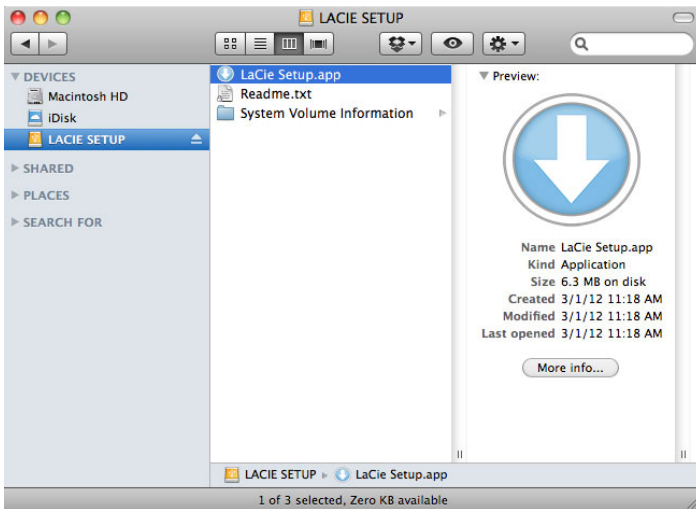 LACIE SETUP
DEVICES
Macintosh HD
iDisk
LACIE SETUP
SHARED
PLACES
SEARCH FOR
LaCie Setup.app
Readme.txt
System Volume Information
Preview:
Name LaCie Setup.app
Kind Application
Size 6.3 MB on disk
Created 3/1/12 11:18 AM
Modified 3/1/12 11:18 AM
Last opened 3/1/12 11:18 AM
More info...
LACIE SETUP LaCie Setup.app
1 of 3 selected, Zero KB available